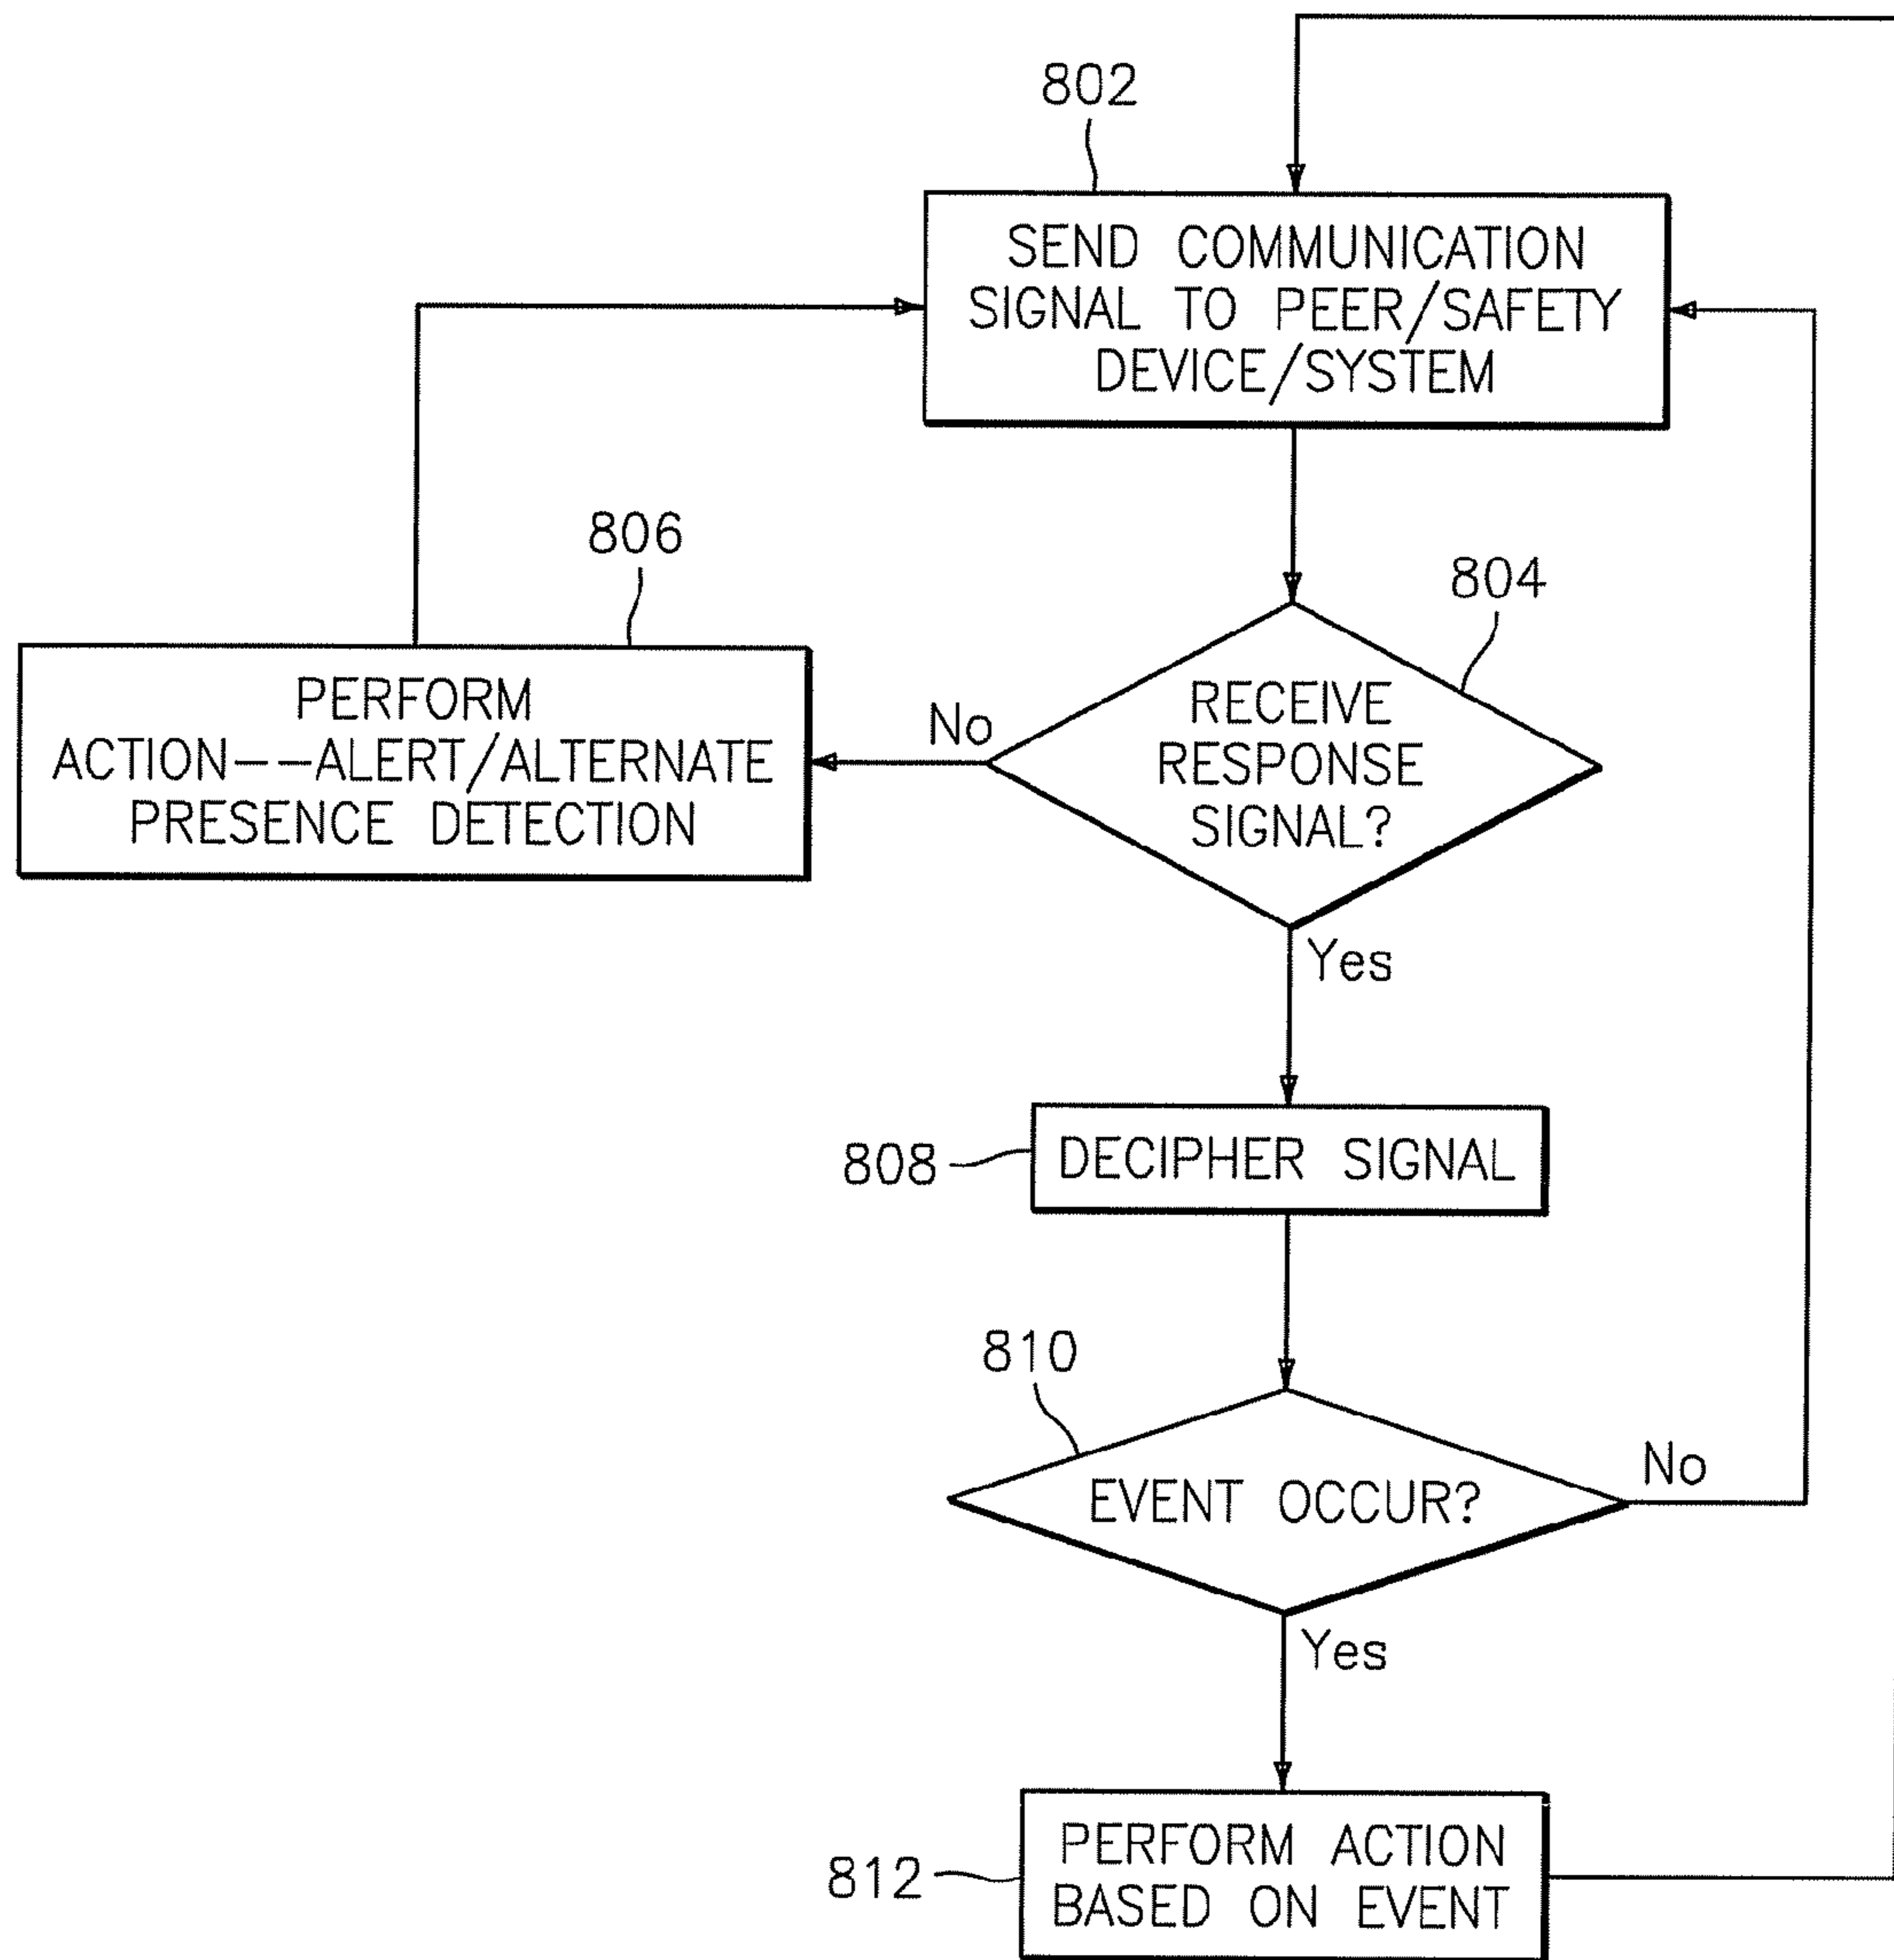 802
SEND COMMUNICATION
SIGNAL TO PEER/SAFETY
DEVICE/SYSTEM
806
804
PERFORM
ACTION--ALERT/ALTERNATE
PRESENCE DETECTION
No
RECEIVE
RESPONSE
SIGNAL?
Yes
808
DECIPHER SIGNAL
810
EVENT OCCUR?
No
Yes
812
PERFORM ACTION
BASED ON EVENT